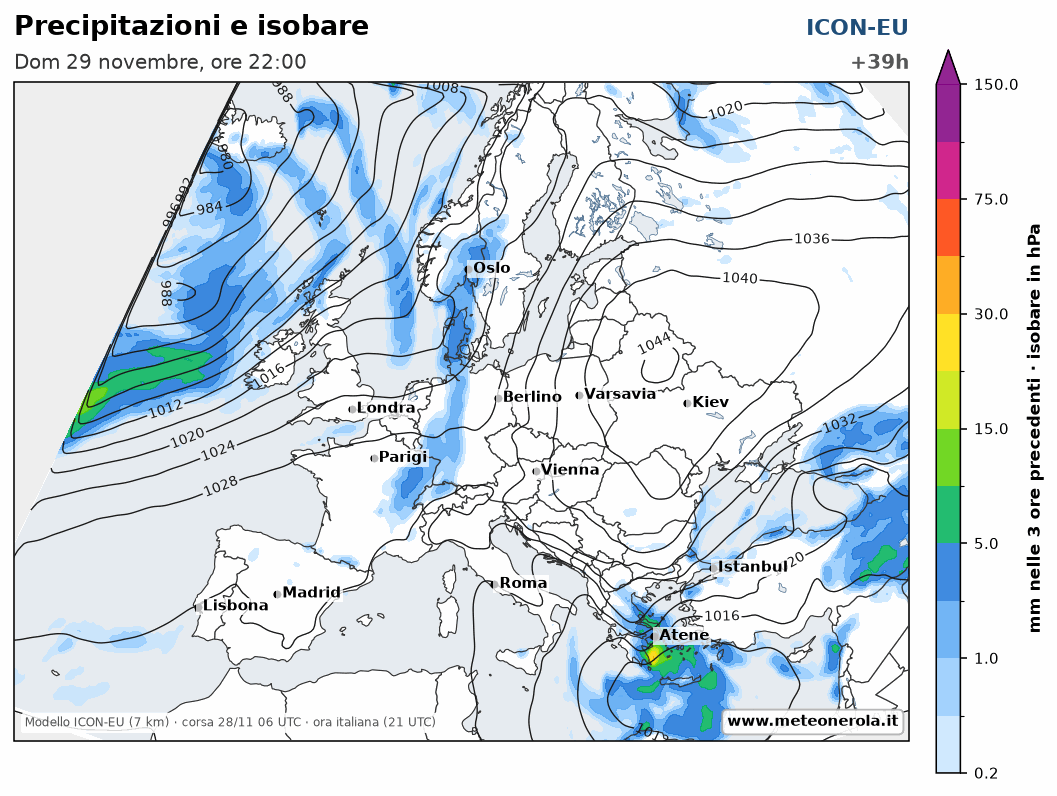 Precipitazioni e isobare
ICON-EU
Dom 29 novembre, ore 22:00
+39h
988
1008
1020
150.0
980
992
996
984
75.0
1036
Oslo
1040
988
30.0
1044
1016
Berlino
Varsavia
Kiev
Londra
1012
1032
15.0
1020
1024
Parigi
Vienna
1028
5.0
Istanbul
20
Roma
Madrid
Lisbona
1016
Atene
1.0
Modello ICON-EU (7 km) · corsa 28/11 06 UTC · ora italiana (21 UTC)
www.meteonerola.it
0.2
mm nelle 3 ore precedenti · isobare in hPa